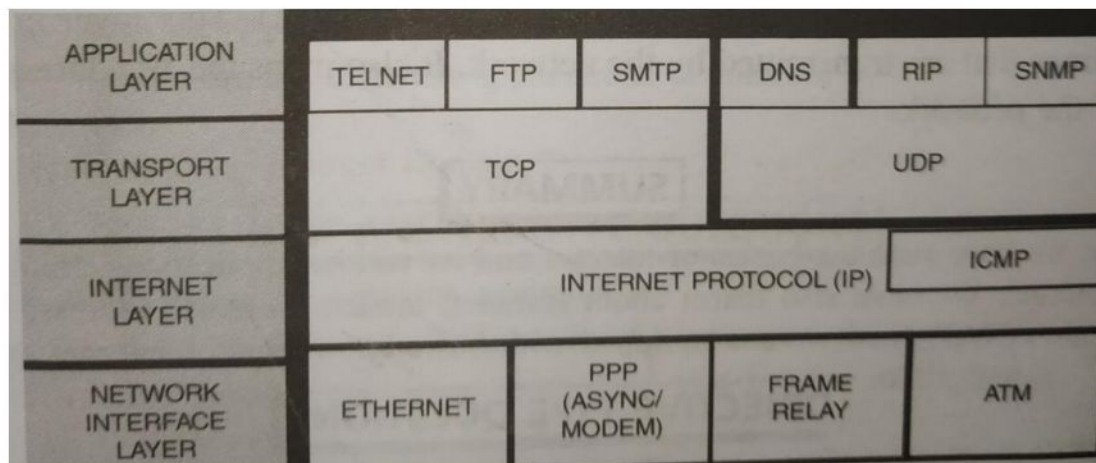 APPLICATION
LAYER
TELNET FTP SMTP DNS RIP SNMP
TRANSPORT
LAYER
TCP UDP
INTERNET
LAYER
INTERNET PROTOCOL (IP) ICMP
NETWORK
INTERFACE
LAYER
ETHERNET
PPP
(ASYNC/
MODEM)
FRAME
RELAY
ATM